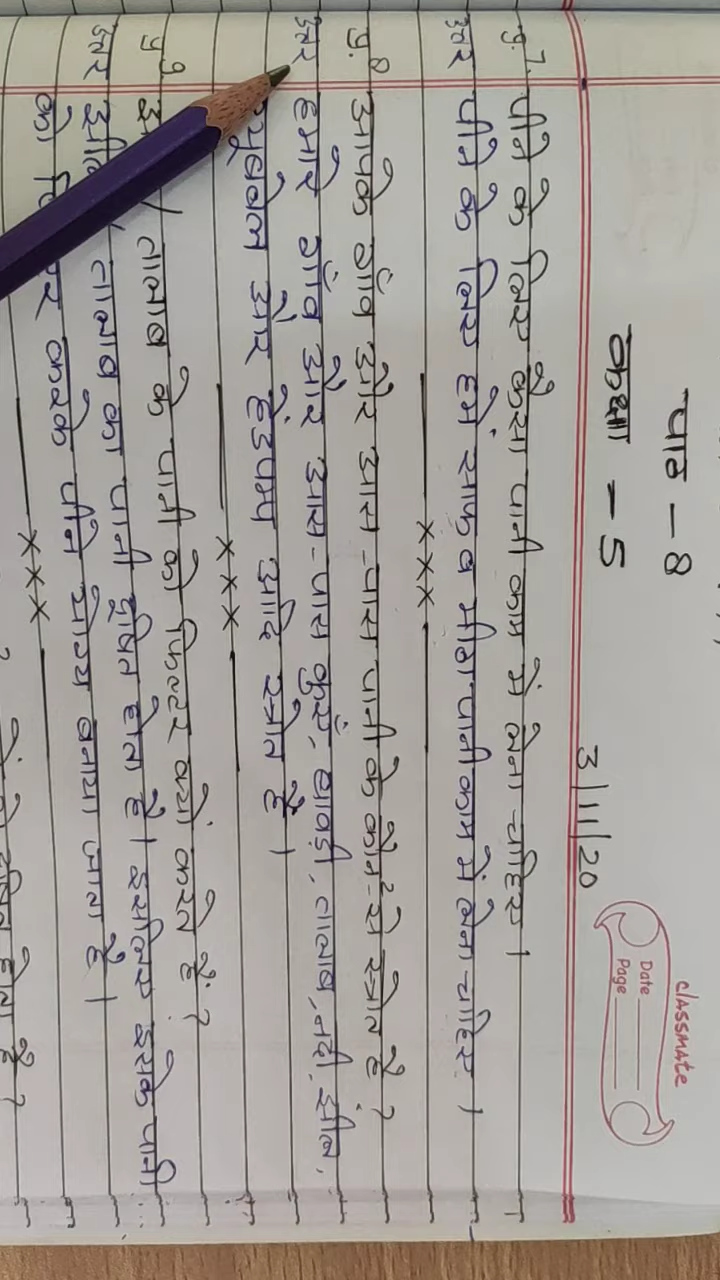 पाठ - 8
कक्षा - 5
3/11/20
classmate
Date
Page
प्र.7. पीने के लिए कैसा पानी काम में लेना चाहिए।
उत्तर पीने के लिए हमें साफ व मीठा पानी काम में लेना चाहिए।
×××
प्र.8 आपके गाँव और आस-पास पानी के कौन-से स्त्रोत है?
उत्तर हमारे गाँव और आस-पास कुएँ, बावड़ी, तालाब, नदी, झील,
ट्यूबवेल और हैंडपम्प आदि स्त्रोत हैं।
×××
प्र.9 / तालाब के पानी को फिल्टर क्यों करते हैं?
उत्तर झील / तालाब का पानी दूषित होता है। इसलिए इसके पानी
को करके पीने योग्य बनाया जाता है।
×××
दूषित होता है?